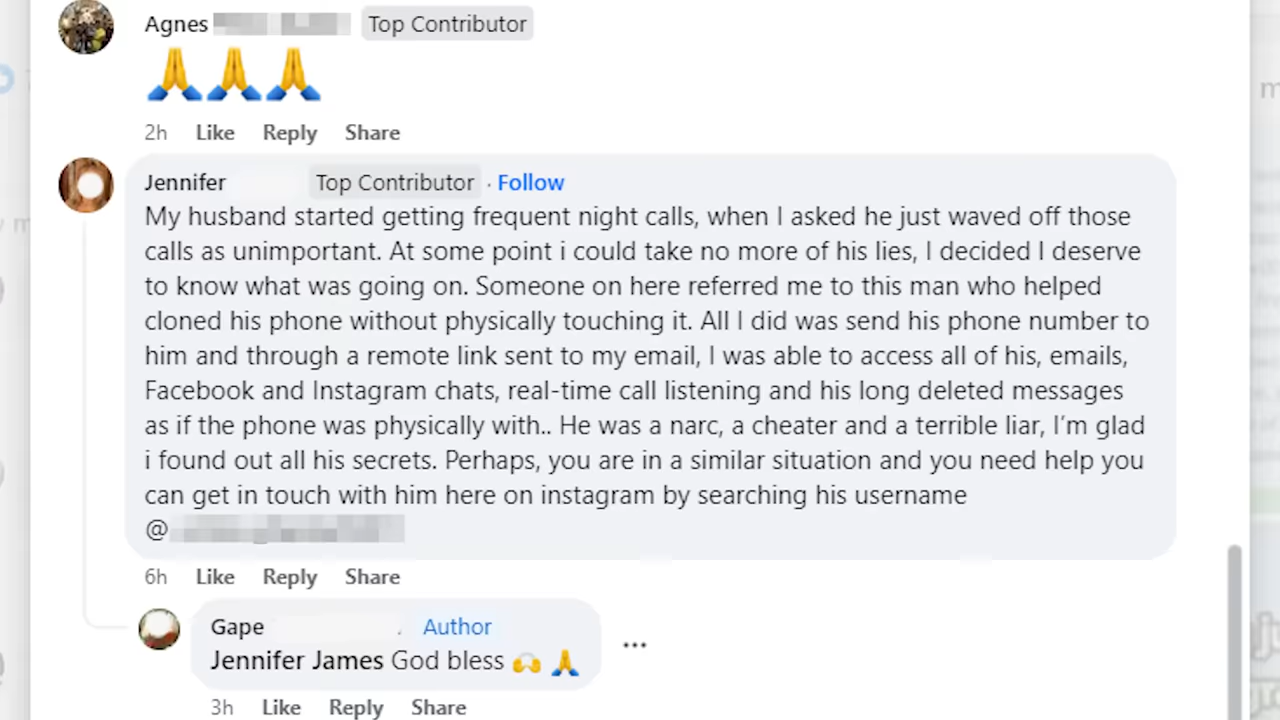 Agnes Top Contributor
🙏🙏🙏
2h Like Reply Share
Jennifer Top Contributor · Follow
My husband started getting frequent night calls, when I asked he just waved off those
calls as unimportant. At some point i could take no more of his lies, I decided I deserve
to know what was going on. Someone on here referred me to this man who helped
cloned his phone without physically touching it. All I did was send his phone number to
him and through a remote link sent to my email, I was able to access all of his, emails,
Facebook and Instagram chats, real-time call listening and his long deleted messages
as if the phone was physically with.. He was a narc, a cheater and a terrible liar, I'm glad
i found out all his secrets. Perhaps, you are in a similar situation and you need help you
can get in touch with him here on instagram by searching his username
@
6h Like Reply Share
Gape Author
Jennifer James God bless 🙌 🙏
...
3h Like Reply Share